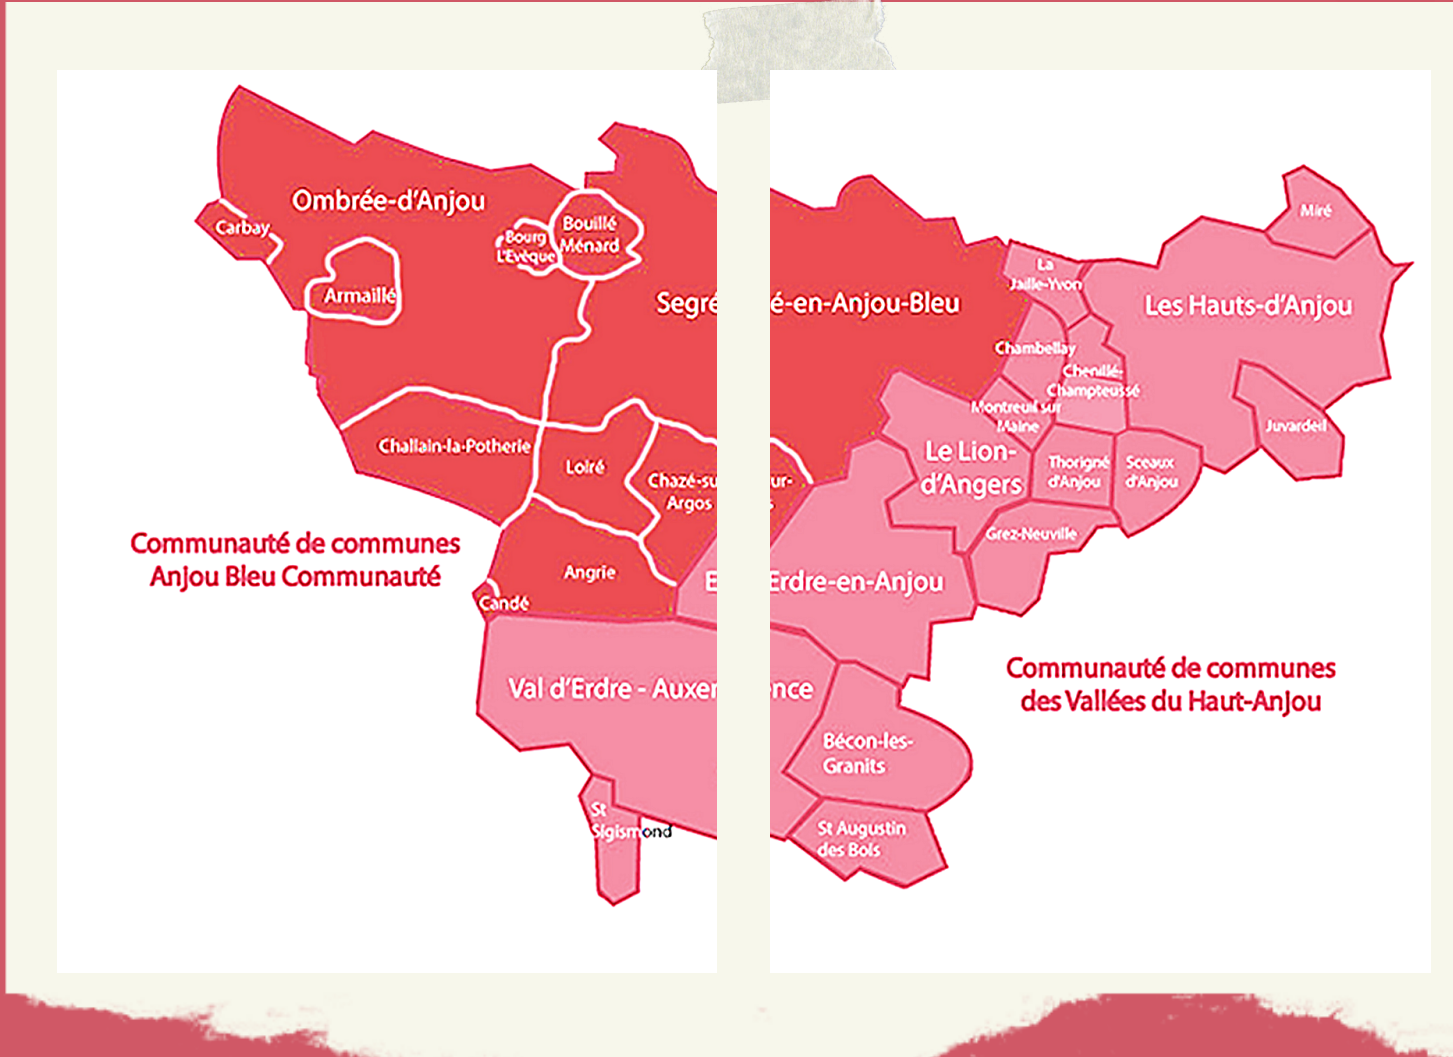 Ombrée-d'Anjou
Carbay
Bourg
L'Evèque
Bouillé
Ménard
Armaillé
Segré
é-en-Anjou-Bleu
Challain-la-Potherie
Loiré
Chazé-su
Argos
ur-
s
Angrie
Candé
Communauté de communes
Anjou Bleu Communauté
E
Erdre-en-Anjou
Val d'Erdre - Auxer
ence
St
Sigismond
Miré
La
Jaille-Yvon
Les Hauts-d'Anjou
Chambellay
Chenillé-
Champteussé
Montreuil sur
Maine
Juvardeil
Le Lion-
d'Angers
Thorigné
d'Anjou
Sceaux
d'Anjou
Grez-Neuville
Communauté de communes
des Vallées du Haut-Anjou
Bécon-les-
Granits
St Augustin
des Bois